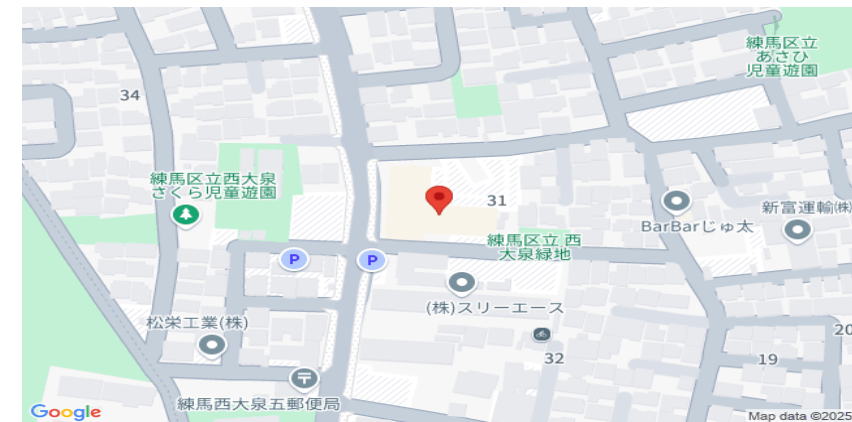 練馬区立
あさひ
児童遊園
34
練馬区立西大泉
さくら児童遊園
31
BarBarじゅ太
新富運輸㈱
練馬区立 西
大泉緑地
P
P
(株)スリーエース
松栄工業(株)
32
19
20
練馬西大泉五郵便局
Google
Map data ©2025